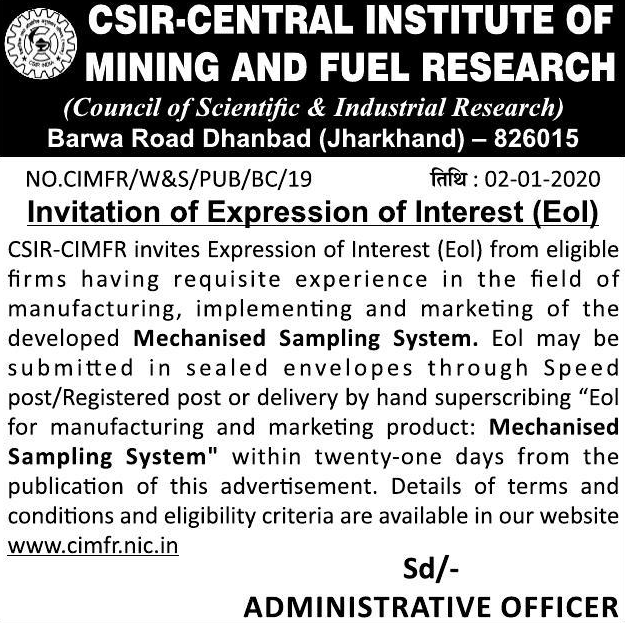 CSIR-CENTRAL INSTITUTE OF
MINING AND FUEL RESEARCH
(Council of Scientific & Industrial Research)
Barwa Road Dhanbad (Jharkhand) – 826015
CSIR INDIA
NO.CIMFR/W&S/PUB/BC/19 तिथि : 02-01-2020
Invitation of Expression of Interest (EoI)
CSIR-CIMFR invites Expression of Interest (EoI) from eligible
firms having requisite experience in the field of
manufacturing, implementing and marketing of the
developed Mechanised Sampling System. EoI may be
submitted in sealed envelopes through Speed
post/Registered post or delivery by hand superscribing “EoI
for manufacturing and marketing product: Mechanised
Sampling System" within twenty-one days from the
publication of this advertisement. Details of terms and
conditions and eligibility criteria are available in our website
www.cimfr.nic.in
Sd/-
ADMINISTRATIVE OFFICER